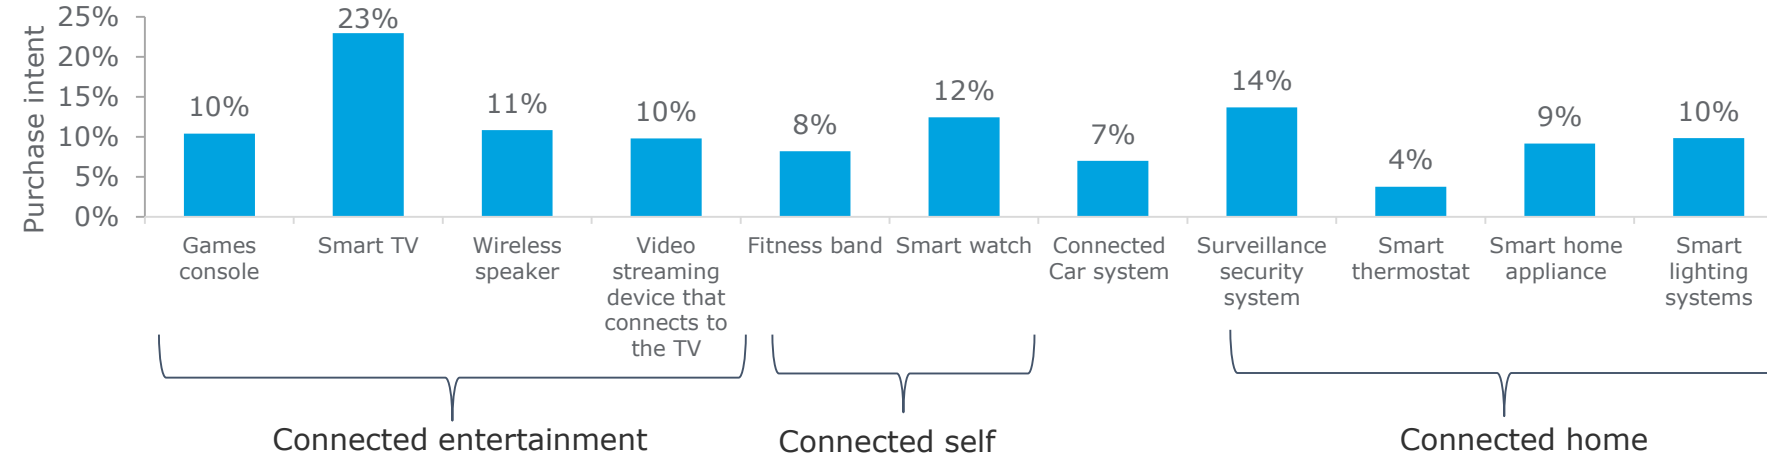 Purchase intent
25%
20%
15%
10%
5%
0%
10%
23%
11%
10%
8%
12%
7%
14%
4%
9%
10%
Games
console
Smart TV
Wireless
speaker
Video
streaming
device that
connects to
the TV
Fitness band
Smart watch
Connected
Car system
Surveillance
security
system
Smart
thermostat
Smart home
appliance
Smart
lighting
systems
Connected entertainment
Connected self
Connected home